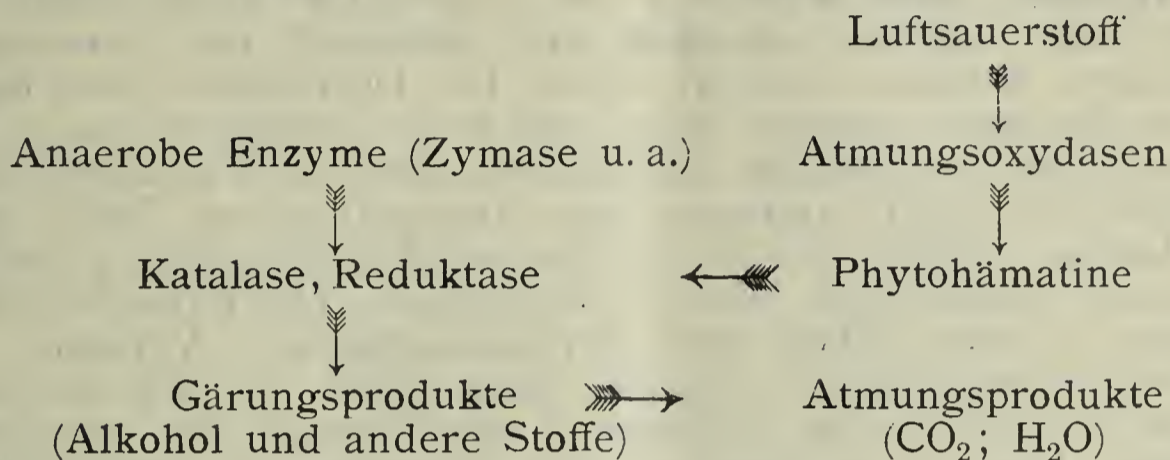 Luftsauerstoff
Anaerobe Enzyme (Zymase u. a.) Atmungsoxydasen
Katalase, Reduktase Phytohämatine
Gärungsprodukte Atmungsprodukte
(Alkohol und andere Stoffe) (CO₂; H₂O)